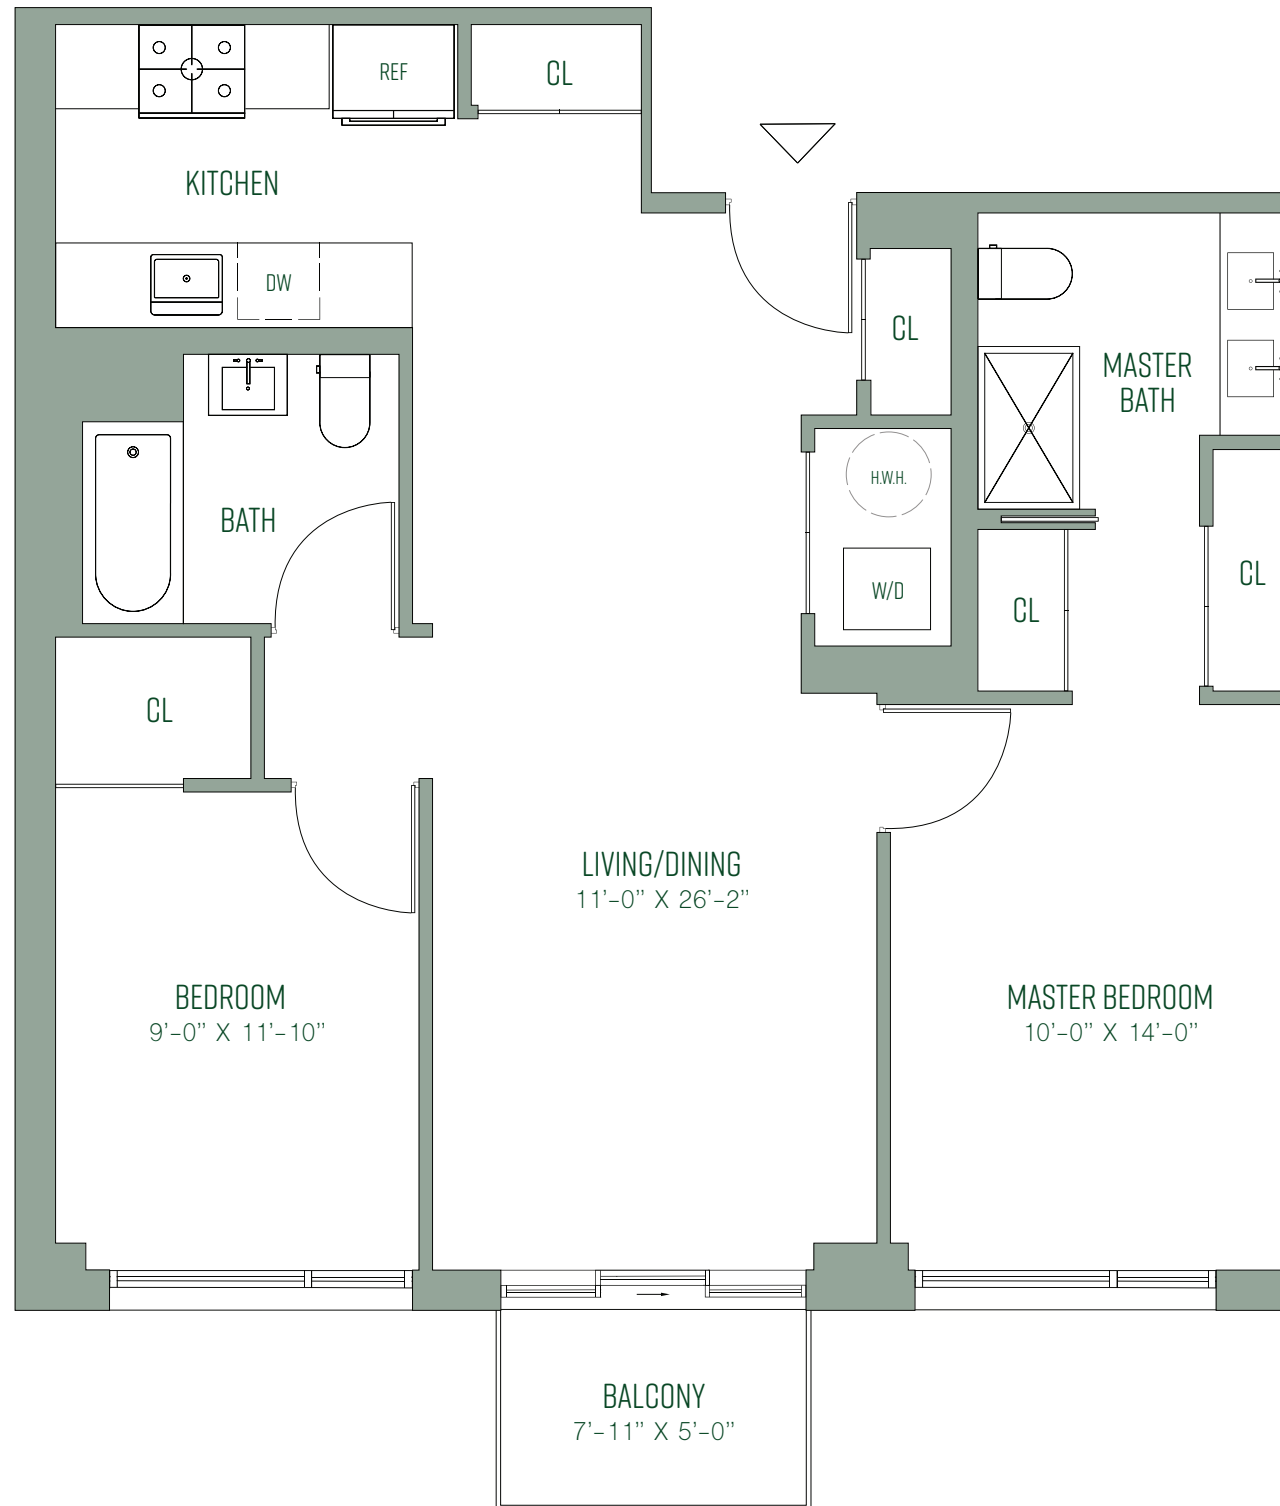 REF
CL
KITCHEN
DW
CL
MASTER
BATH
H.W.H.
BATH
W/D
CL
CL
CL
LIVING/DINING
11'-0" X 26'-2"
BEDROOM
9'-0" X 11'-10"
MASTER BEDROOM
10'-0" X 14'-0"
BALCONY
7'-11" X 5'-0"